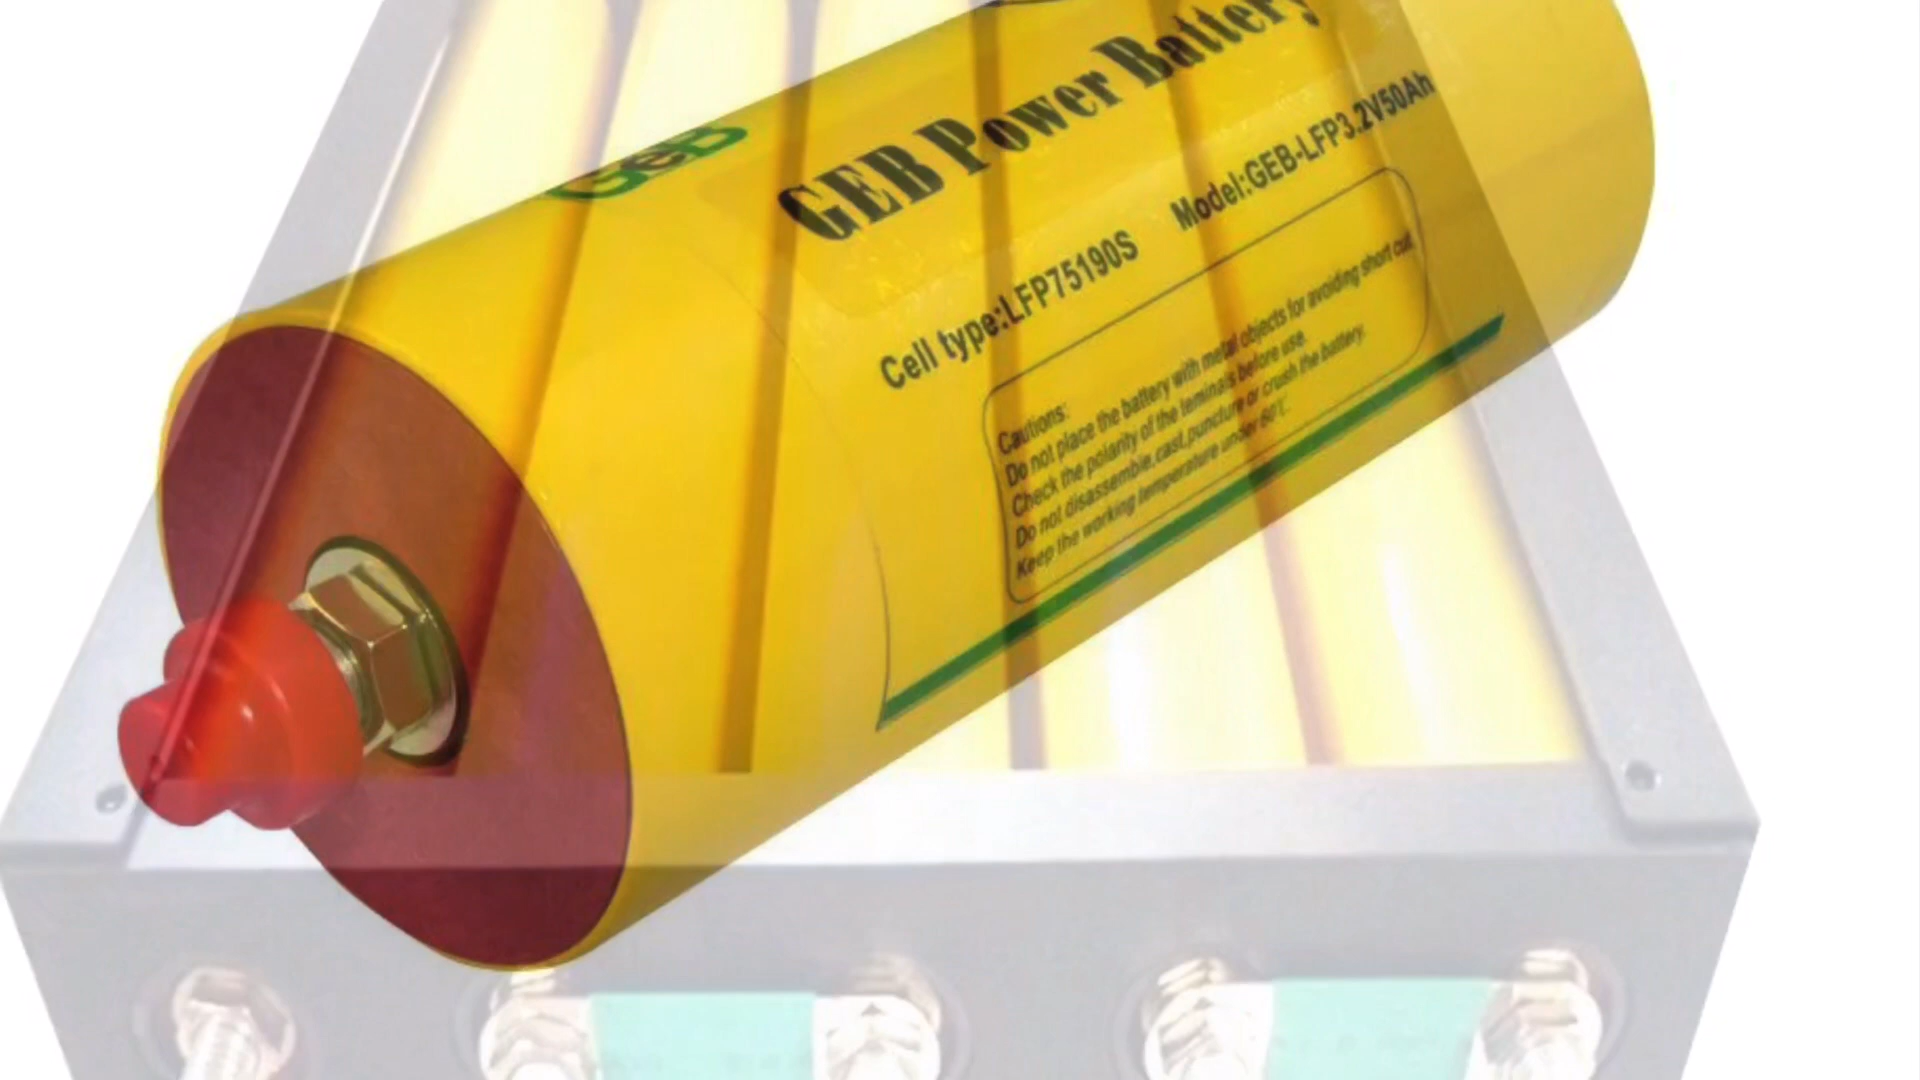 GeB
GEB Power Battery
Cell type:LFP75190S Model:GEB-LFP3.2V50Ah
Cautions:
Do not place the battery with metal objects for avoiding short cut.
Check the polarity of the teminals before use.
Do not disassemble,cast,puncture or crush the battery.
Keep the working temperature under 60℃.